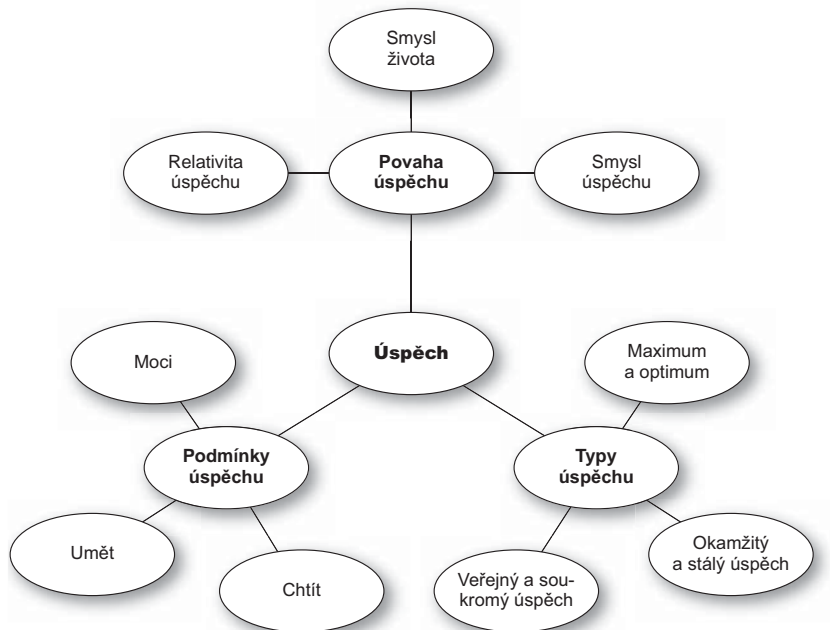 Smysl
života
Relativita
úspěchu
Povaha
úspěchu
Smysl
úspěchu
Úspěch
Moci
Maximum
a optimum
Podmínky
úspěchu
Typy
úspěchu
Umět
Chtít
Veřejný a sou-
kromý úspěch
Okamžitý
a stálý úspěch